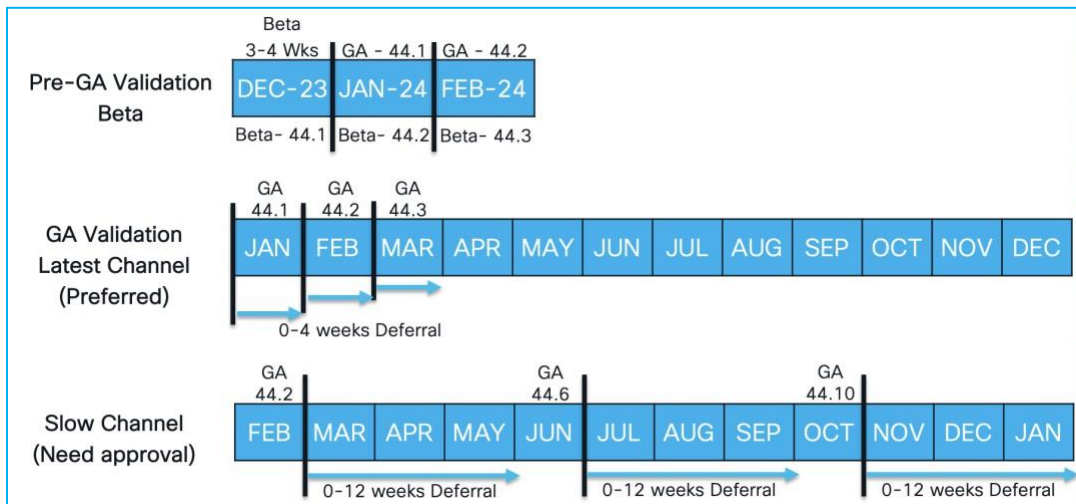 Beta
3-4 Wks GA - 44.1 GA - 44.2
Pre-GA Validation
Beta
DEC-23 JAN-24 FEB-24
Beta- 44.1 Beta- 44.2 Beta- 44.3
GA GA GA
44.1 44.2 44.3
GA Validation
Latest Channel
(Preferred)
JAN FEB MAR APR MAY JUN JUL AUG SEP OCT NOV DEC
0-4 weeks Deferral
GA GA GA
44.2 44.6 44.10
Slow Channel
(Need approval)
FEB MAR APR MAY JUN JUL AUG SEP OCT NOV DEC JAN
0-12 weeks Deferral 0-12 weeks Deferral 0-12 weeks Deferral